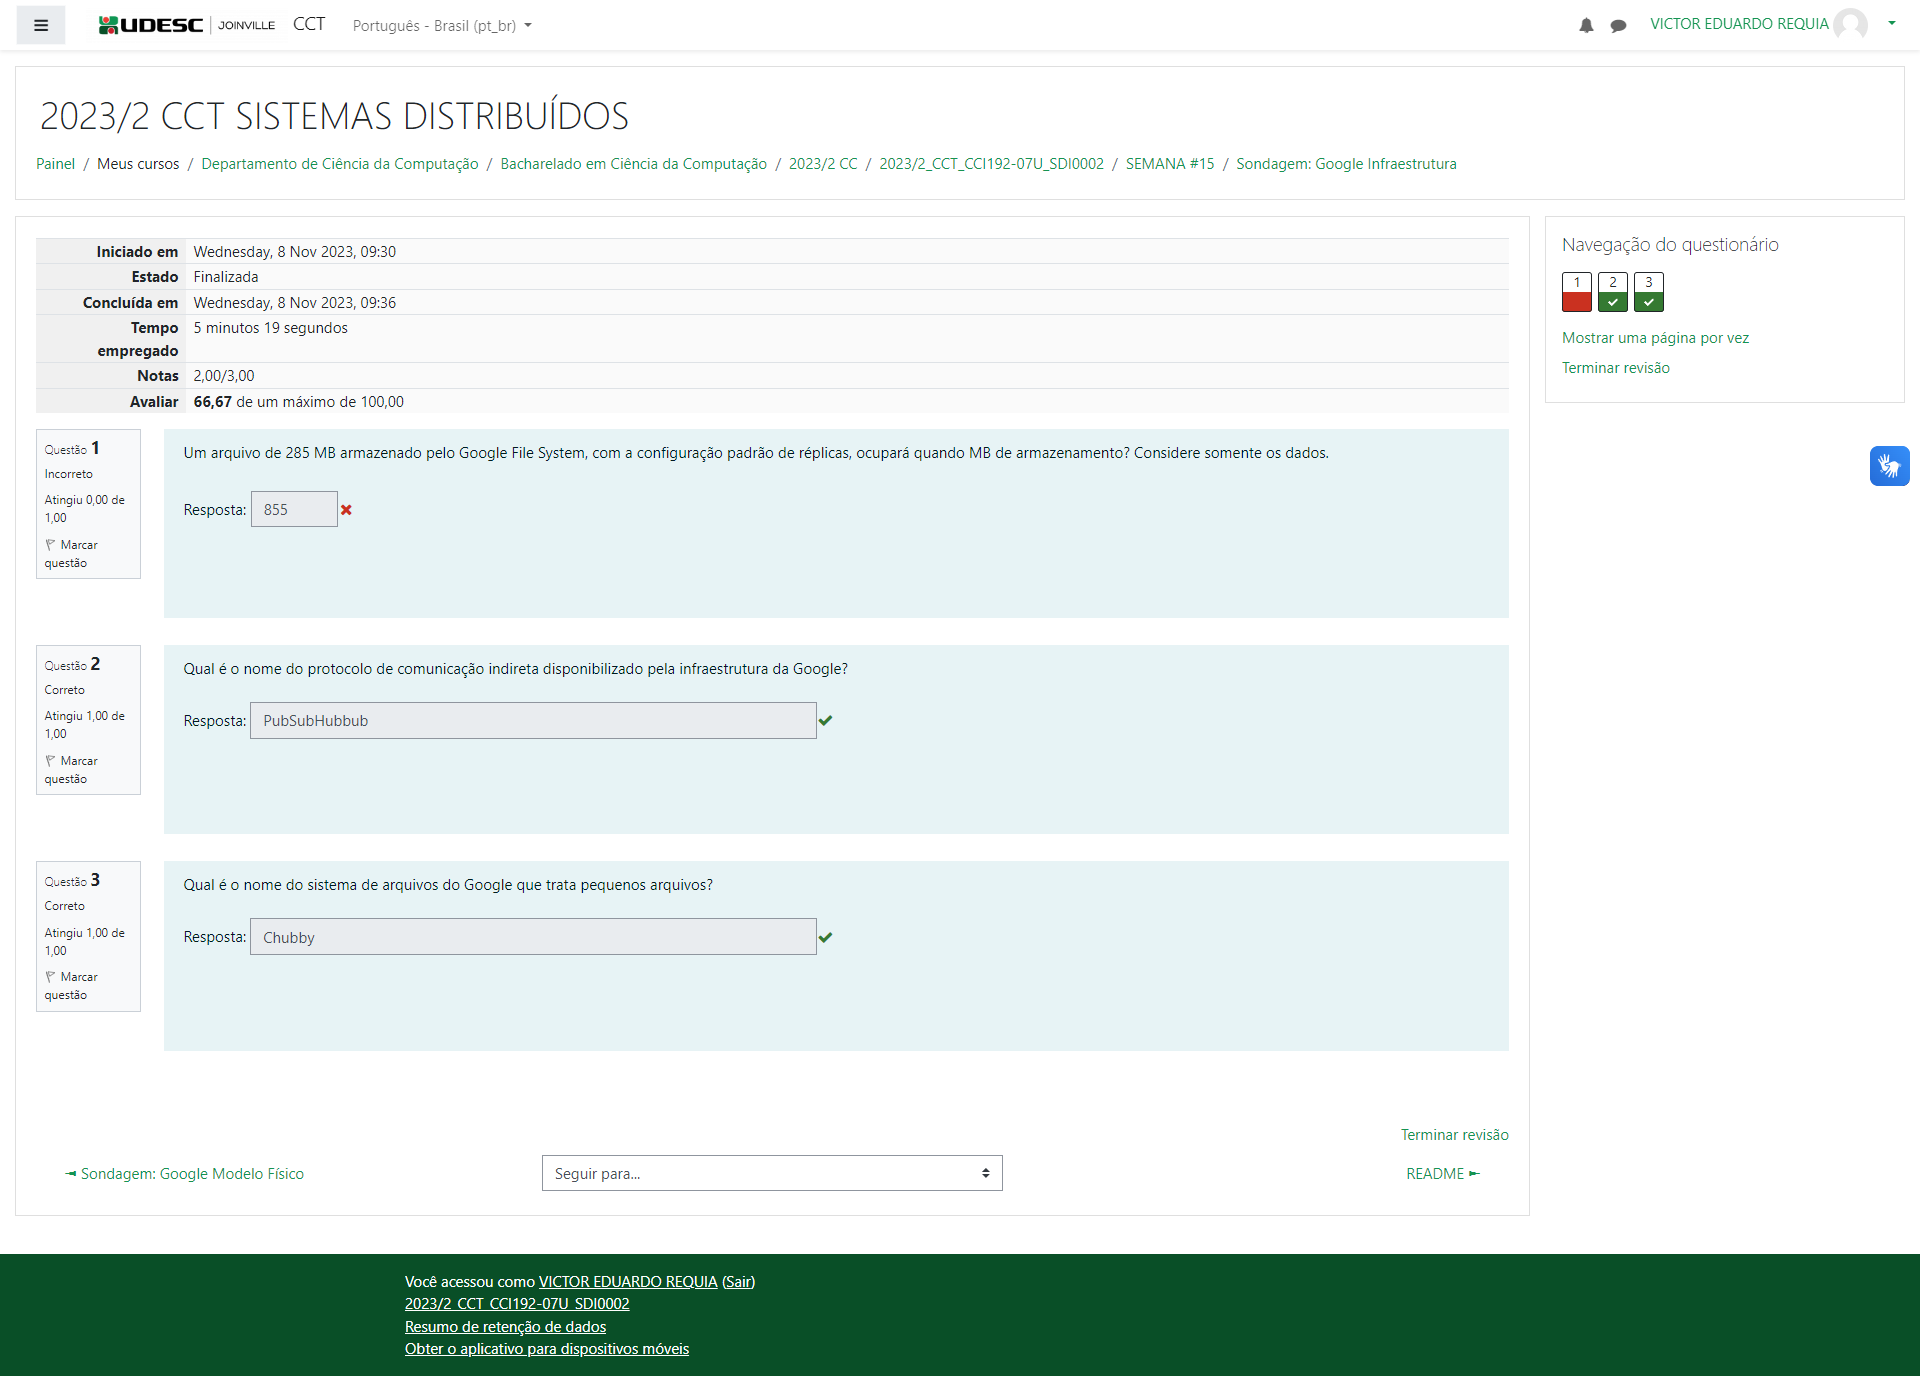 UDESC JOINVILLE CCT Português - Brasil (pt_br) VICTOR EDUARDO REQUIA
2023/2 CCT SISTEMAS DISTRIBUÍDOS
Painel / Meus cursos / Departamento de Ciência da Computação / Bacharelado em Ciência da Computação / 2023/2 CC / 2023/2_CCT_CCI192-07U_SDI0002 / SEMANA #15 / Sondagem: Google Infraestrutura
Iniciado em Wednesday, 8 Nov 2023, 09:30
Estado Finalizada
Concluída em Wednesday, 8 Nov 2023, 09:36
Tempo empregado 5 minutos 19 segundos
Notas 2,00/3,00
Avaliar 66,67 de um máximo de 100,00
Questão 1
Incorreto
Atingiu 0,00 de
1,00
Marcar
questão
Um arquivo de 285 MB armazenado pelo Google File System, com a configuração padrão de réplicas, ocupará quando MB de armazenamento? Considere somente os dados.
Resposta: 855
Questão 2
Correto
Atingiu 1,00 de
1,00
Marcar
questão
Qual é o nome do protocolo de comunicação indireta disponibilizado pela infraestrutura da Google?
Resposta: PubSubHubbub
Questão 3
Correto
Atingiu 1,00 de
1,00
Marcar
questão
Qual é o nome do sistema de arquivos do Google que trata pequenos arquivos?
Resposta: Chubby
Terminar revisão
◄ Sondagem: Google Modelo Físico
Seguir para...
README ►
Navegação do questionário
1 2 3
Mostrar uma página por vez
Terminar revisão
Você acessou como VICTOR EDUARDO REQUIA (Sair)
2023/2_CCT_CCI192-07U_SDI0002
Resumo de retenção de dados
Obter o aplicativo para dispositivos móveis